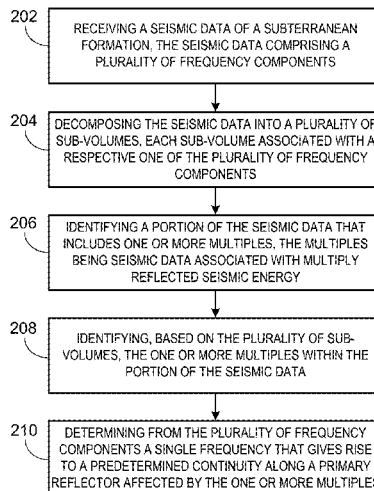 202
RECEIVING A SEISMIC DATA OF A SUBTERRANEAN
FORMATION, THE SEISMIC DATA COMPRISING A
PLURALITY OF FREQUENCY COMPONENTS
204
DECOMPOSING THE SEISMIC DATA INTO A PLURALITY OF
SUB-VOLUMES, EACH SUB-VOLUME ASSOCIATED WITH A
RESPECTIVE ONE OF THE PLURALITY OF FREQUENCY
COMPONENTS
206
IDENTIFYING A PORTION OF THE SEISMIC DATA THAT
INCLUDES ONE OR MORE MULTIPLES, THE MULTIPLES
BEING SEISMIC DATA ASSOCIATED WITH MULTIPLY
REFLECTED SEISMIC ENERGY
208
IDENTIFYING, BASED ON THE PLURALITY OF SUB-
VOLUMES, THE ONE OR MORE MULTIPLES WITHIN THE
PORTION OF THE SEISMIC DATA
210
DETERMINING FROM THE PLURALITY OF FREQUENCY
COMPONENTS A SINGLE FREQUENCY THAT GIVES RISE
TO A PREDETERMINED CONTINUITY ALONG A PRIMARY
REFLECTOR AFFECTED BY THE ONE OR MORE MULTIPLES